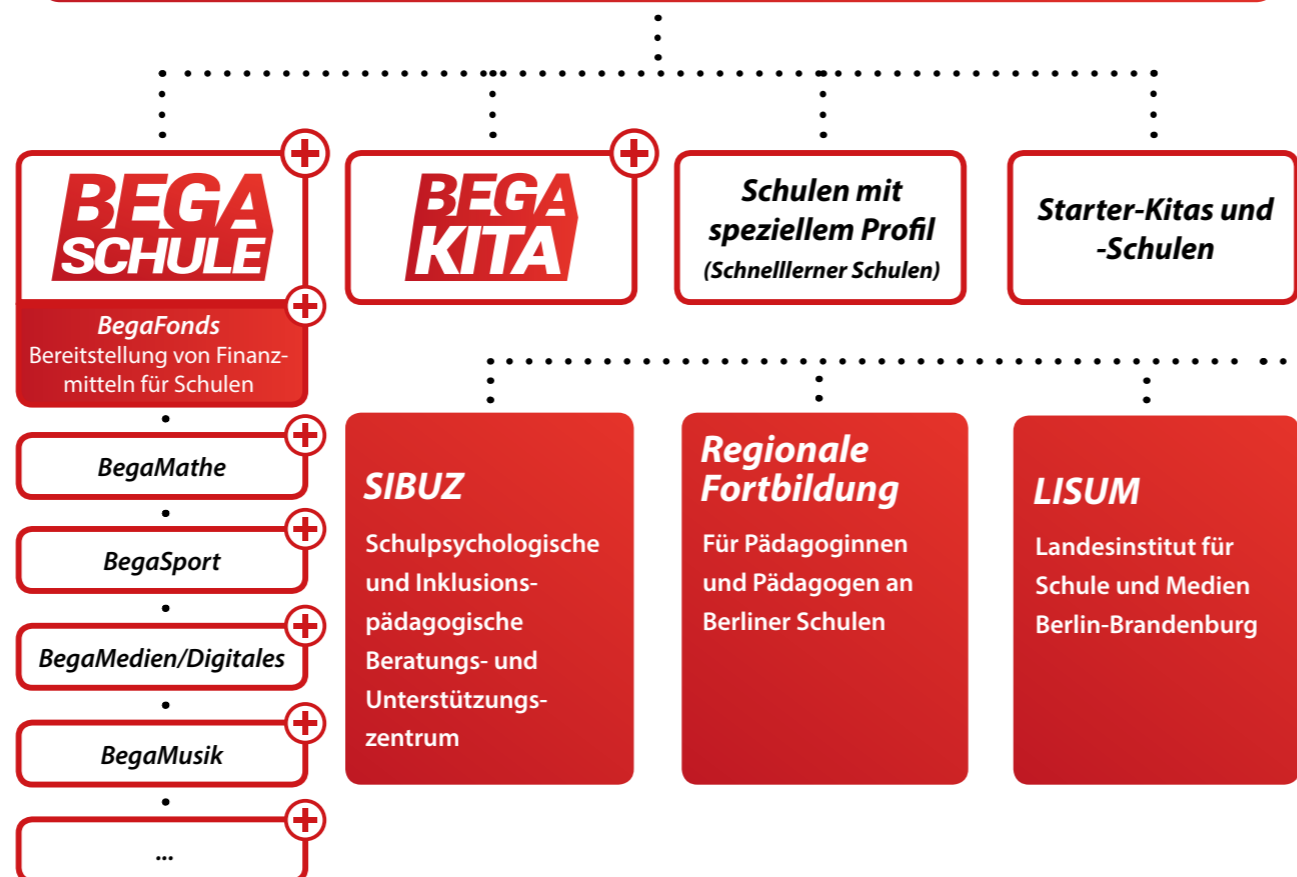 BEGA
SCHULE
BEGA
KITA
Schulen mit
speziellem Profil
(Schnelllerner Schulen)
Starter-Kitas und
-Schulen
BegaFonds
Bereitstellung von Finanz-
mitteln für Schulen
BegaMathe
BegaSport
BegaMedien/Digitales
BegaMusik
...
SIBUZ
Schulpsychologische
und Inklusions-
pädagogische
Beratungs- und
Unterstützungs-
zentrum
Regionale
Fortbildung
Für Pädagoginnen
und Pädagogen an
Berliner Schulen
LISUM
Landesinstitut für
Schule und Medien
Berlin-Brandenburg